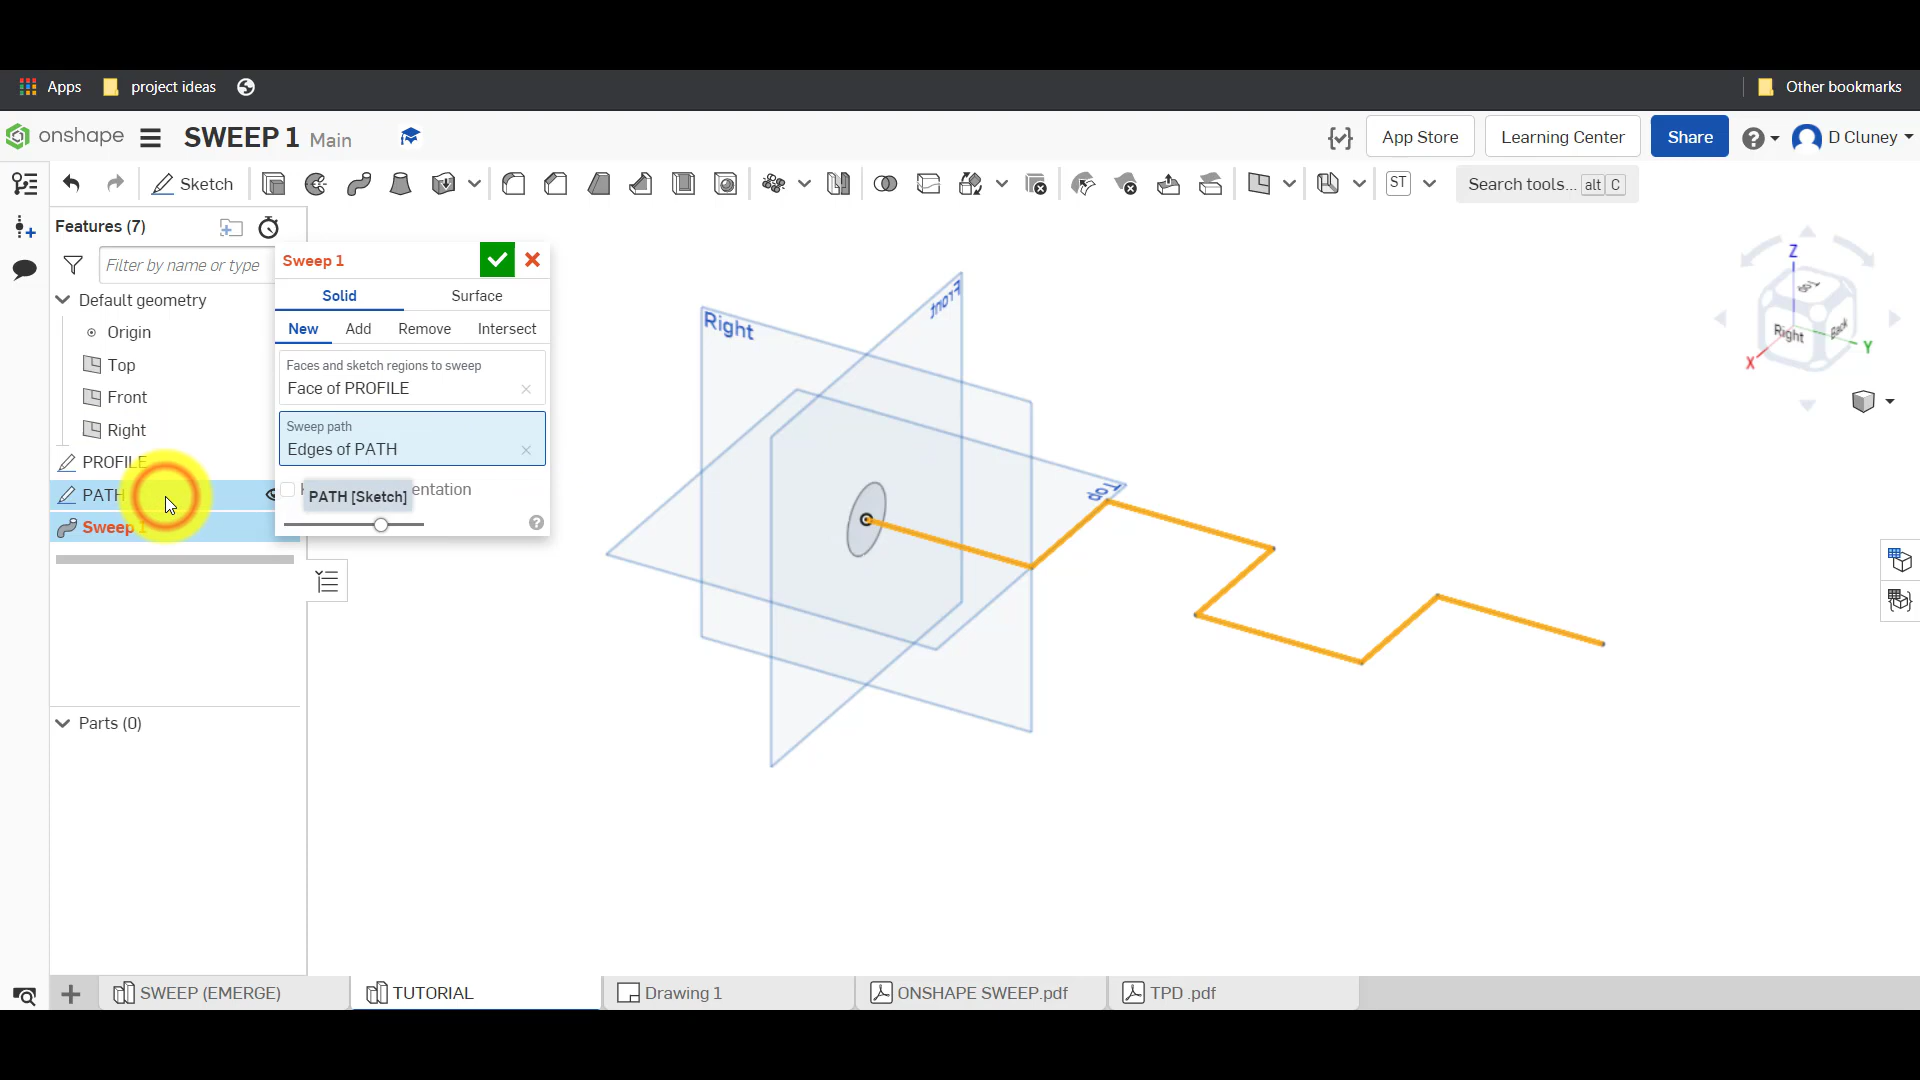 Apps project ideas Other bookmarks
onshape SWEEP 1 Main App Store Learning Center Share D Cluney
Sketch ST Search tools... alt C
Features (7)
Filter by name or type
Default geometry
Origin
Top
Front
Right
PROFILE
PATH
Sweep 1
Parts (0)
Sweep 1
Solid Surface
New Add Remove Intersect
Faces and sketch regions to sweep
Face of PROFILE
Sweep path
Edges of PATH
PATH [Sketch] entation
Right
Front
Top
Z
Top
Right Back
X Y
SWEEP (EMERGE) TUTORIAL Drawing 1 ONSHAPE SWEEP.pdf TPD .pdf